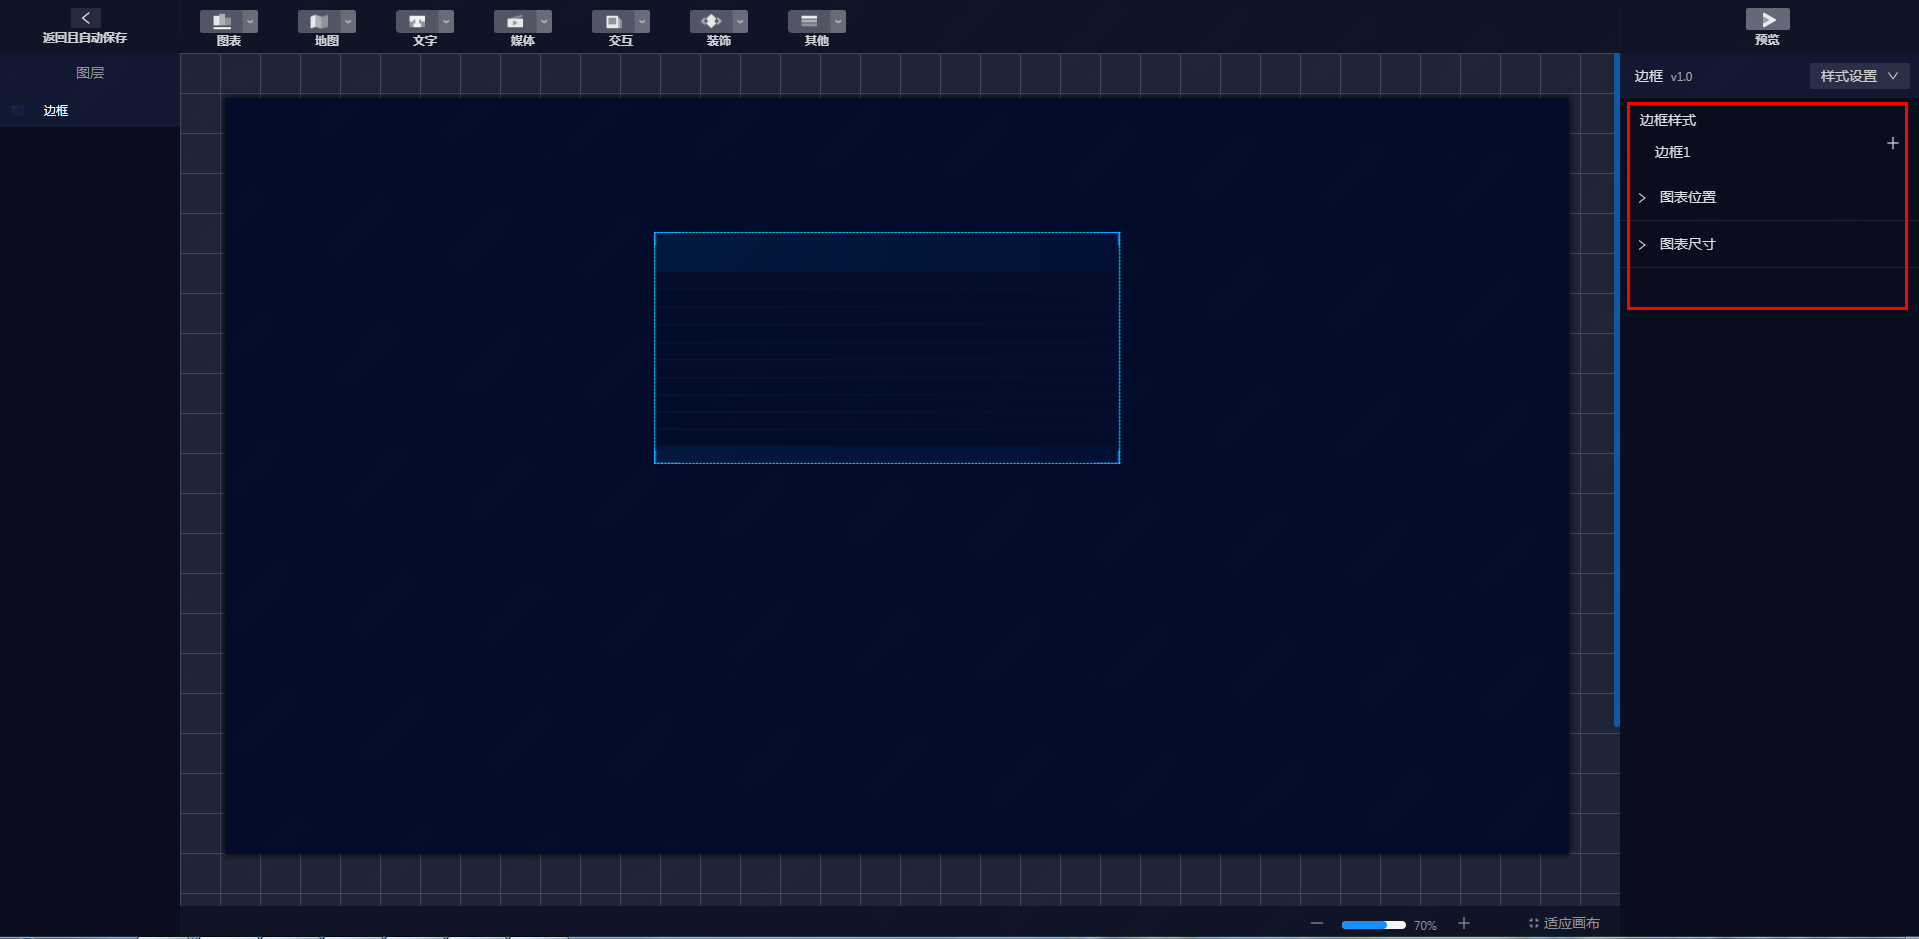 返回且自动保存
图表
地图
文字
媒体
交互
装饰
其他
预览
图层
边框
边框 v1.0
样式设置
边框样式
边框1
图表位置
图表尺寸
70%
适应画布